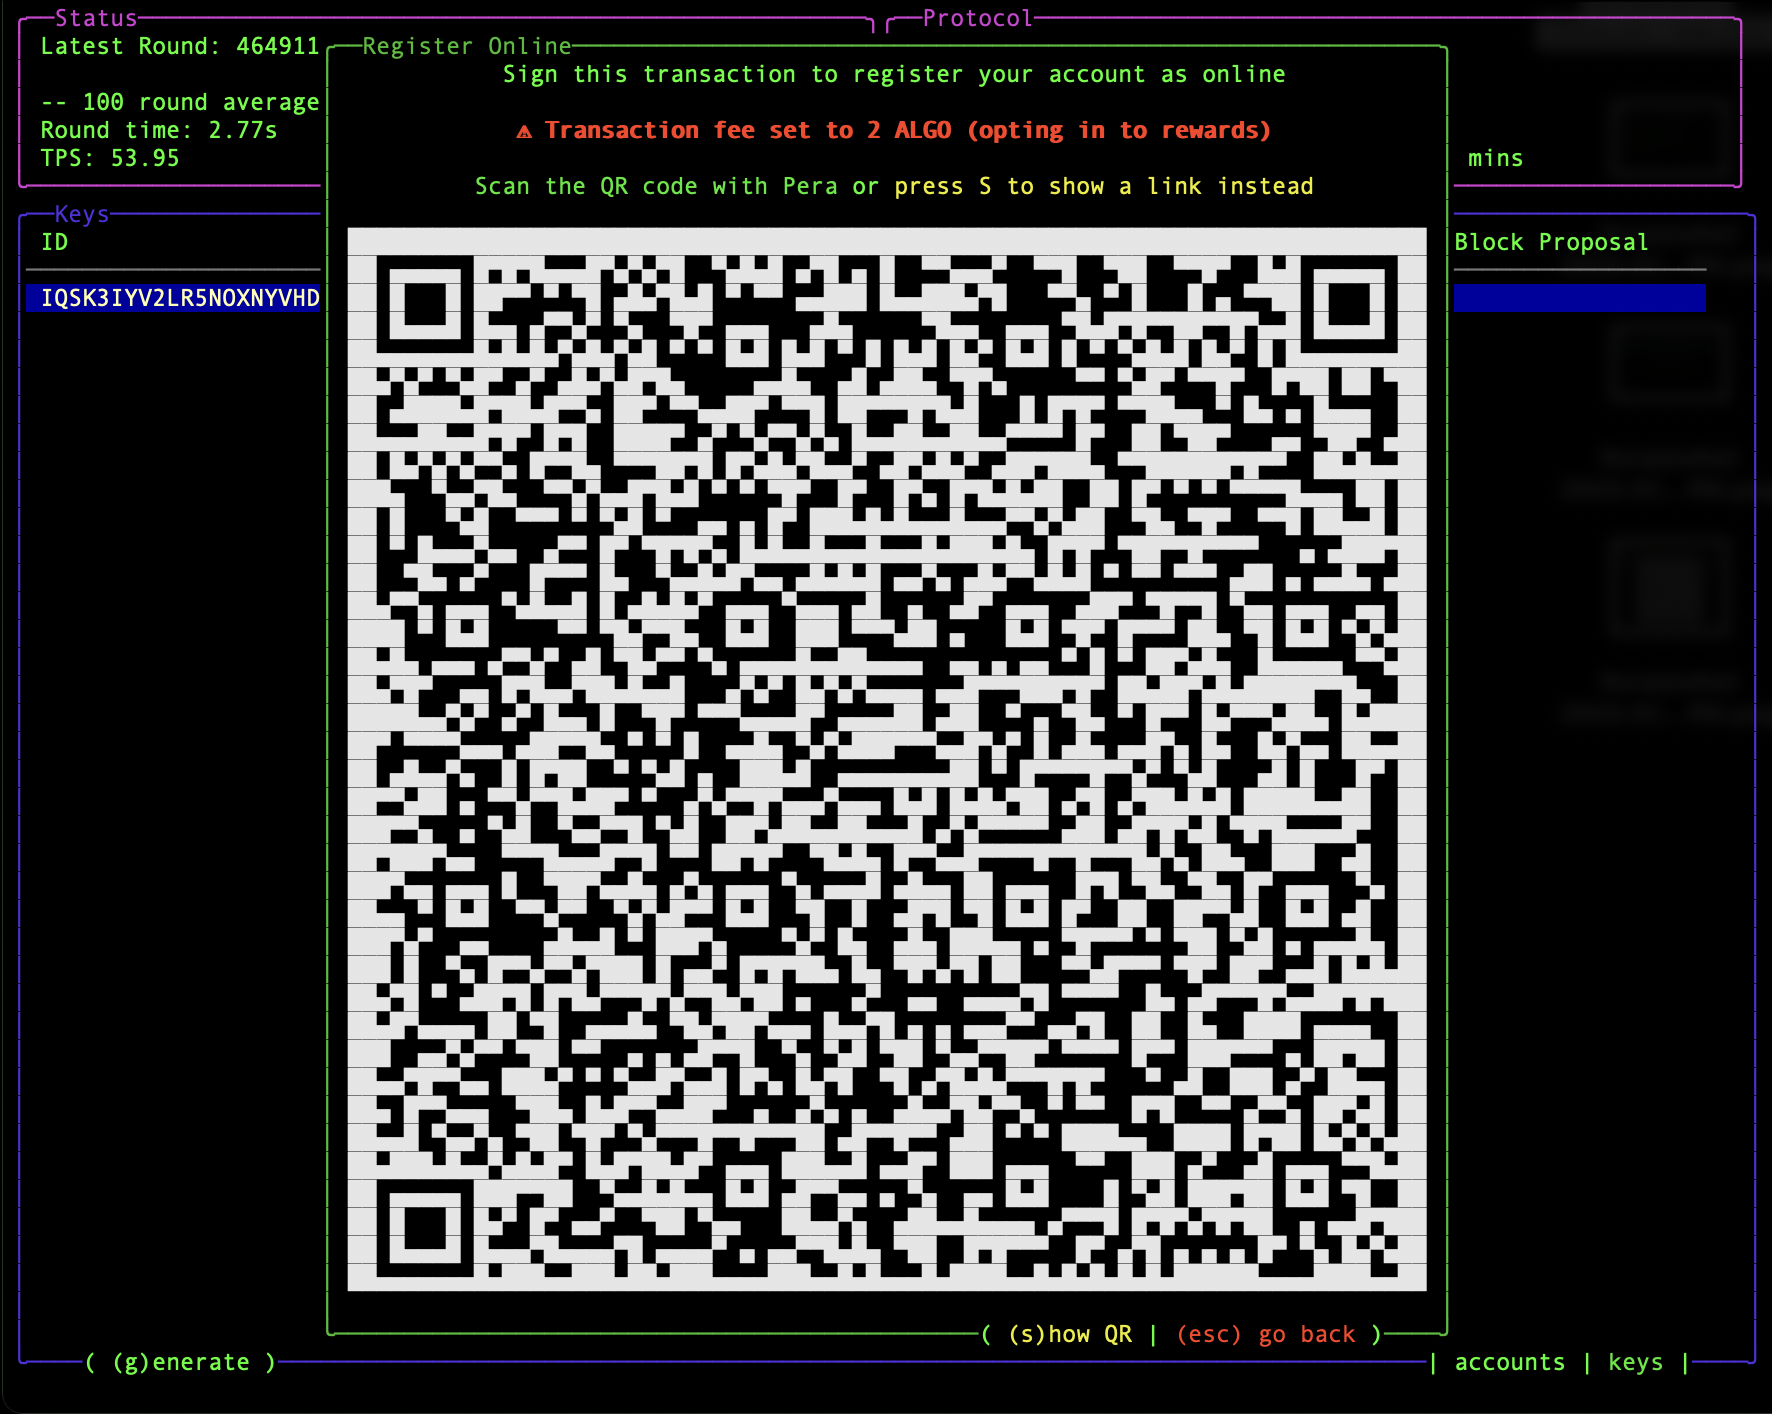 Status
Protocol
Latest Round: 464911
Register Online
Sign this transaction to register your account as online
-- 100 round average
⚠ Transaction fee set to 2 ALGO (opting in to rewards)
Round time: 2.77s
TPS: 53.95
mins
Scan the QR code with Pera or press S to show a link instead
Keys
ID
Block Proposal
IQSK3IYV2LR5NOXNYVHD
( (s)how QR | (esc) go back )
( (g)enerate )
| accounts | keys |